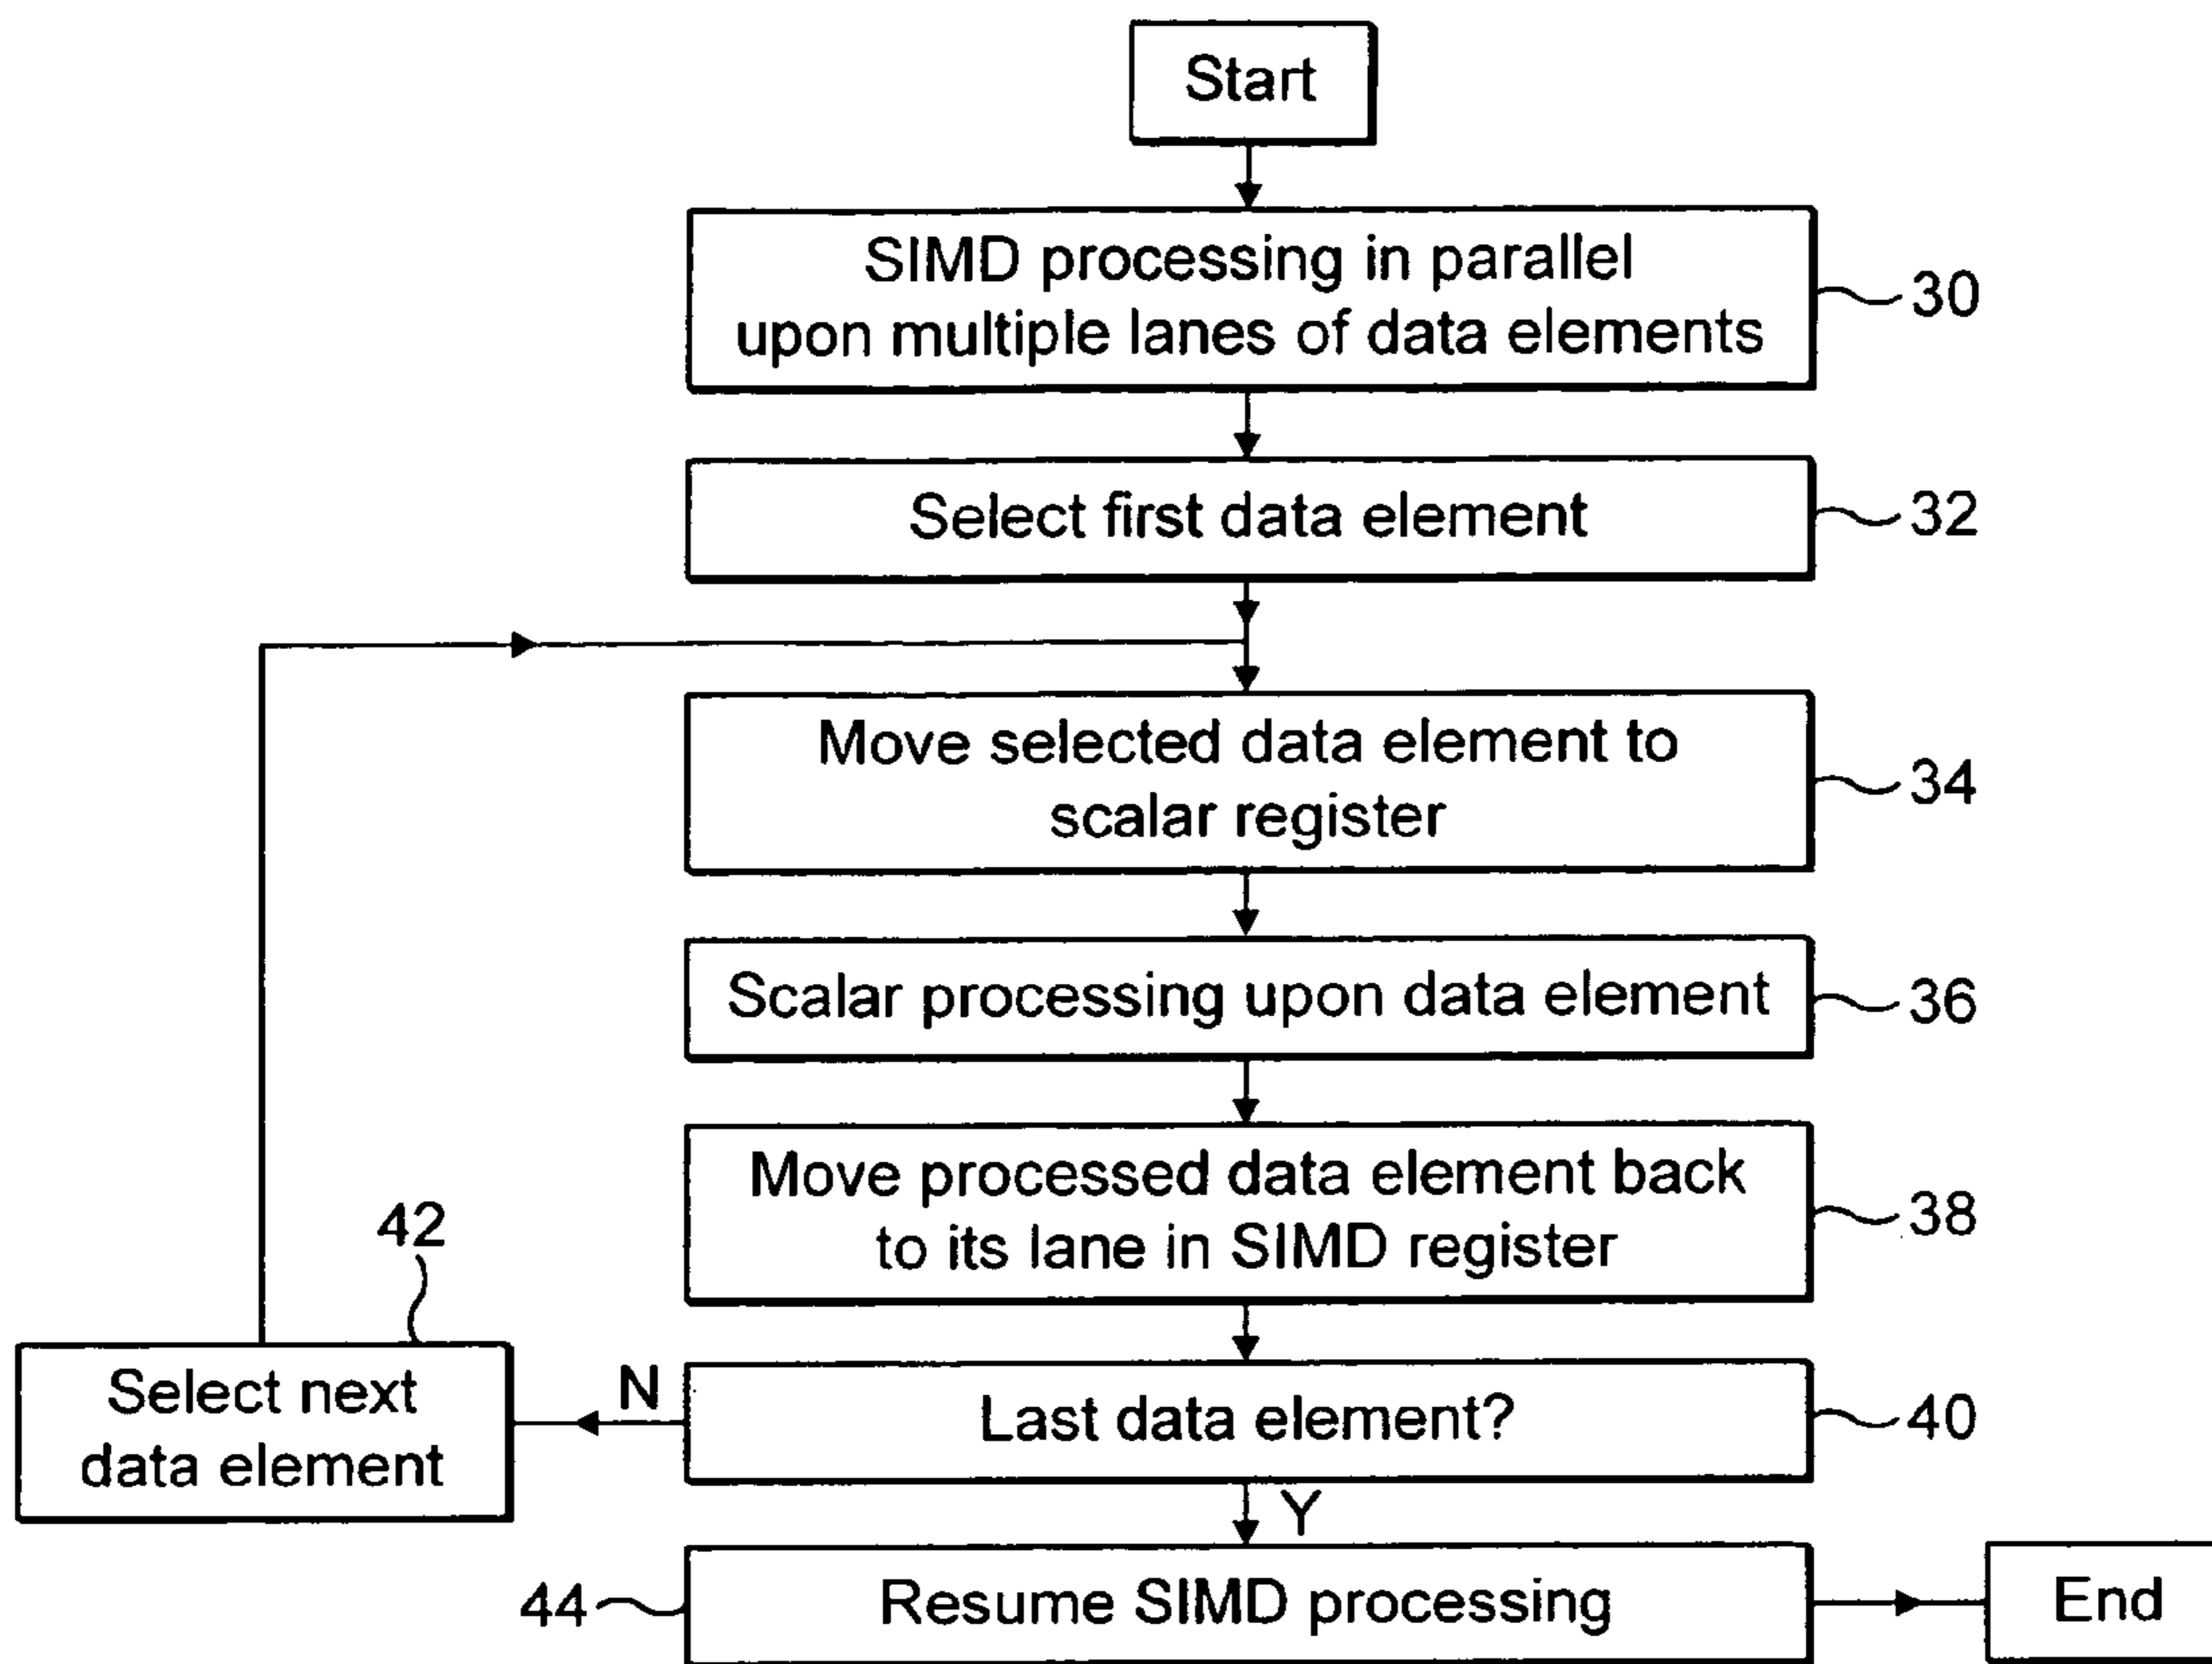 Start
SIMD processing in parallel
upon multiple lanes of data elements
30
Select first data element
32
Move selected data element to
scalar register
34
Scalar processing upon data element
36
Move processed data element back
to its lane in SIMD register
38
42
Select next
data element
N
Last data element?
40
Y
44
Resume SIMD processing
End